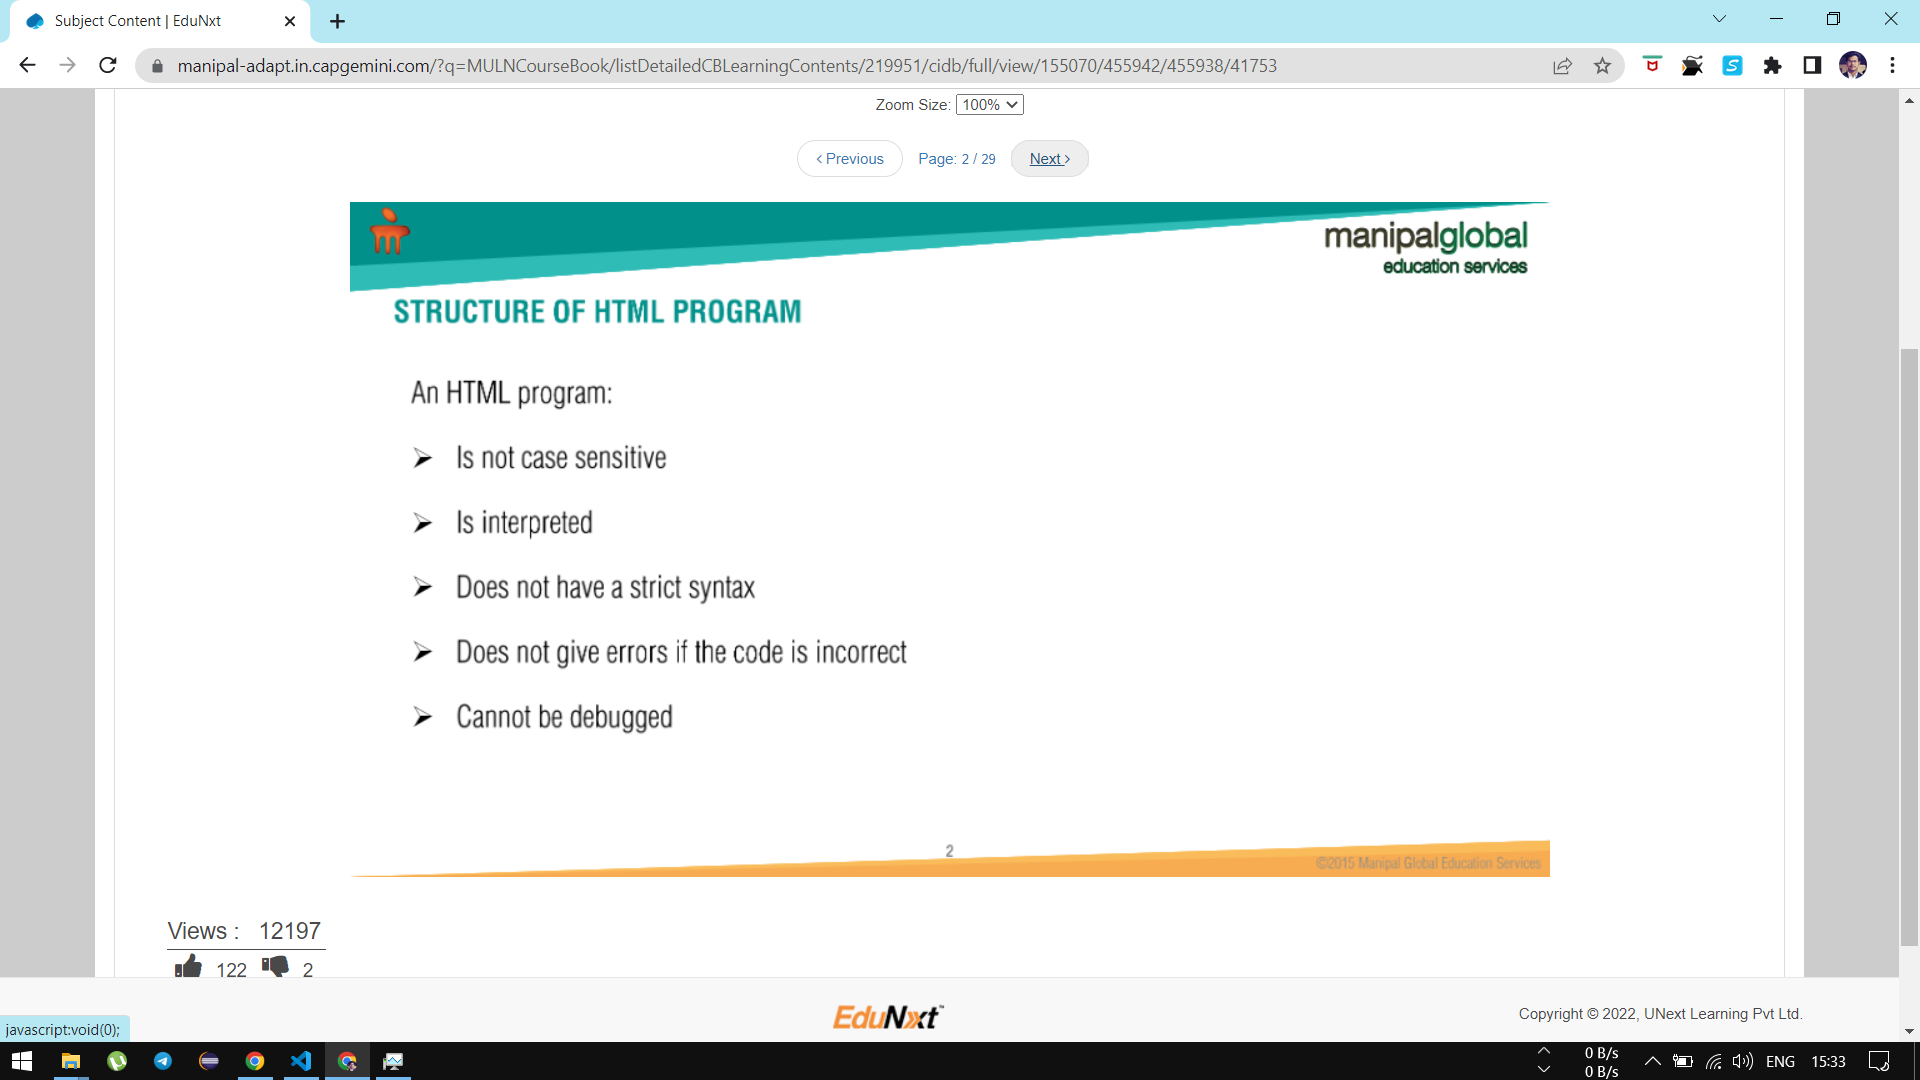 Subject Content | EduNxt
manipal-adapt.in.capgemini.com/?q=MULNCourseBook/listDetailedCBLearningContents/219951/cidb/full/view/155070/455942/455938/41753
Zoom Size: 100%
‹ Previous Page: 2 / 29 Next ›
manipalglobal
education services
STRUCTURE OF HTML PROGRAM
An HTML program:
➢ Is not case sensitive
➢ Is interpreted
➢ Does not have a strict syntax
➢ Does not give errors if the code is incorrect
➢ Cannot be debugged
2
©2015 Manipal Global Education Services
Views : 12197
122 2
EduNxt™
Copyright © 2022, UNext Learning Pvt Ltd.
javascript:void(0);
0 B/s
0 B/s
ENG 15:33